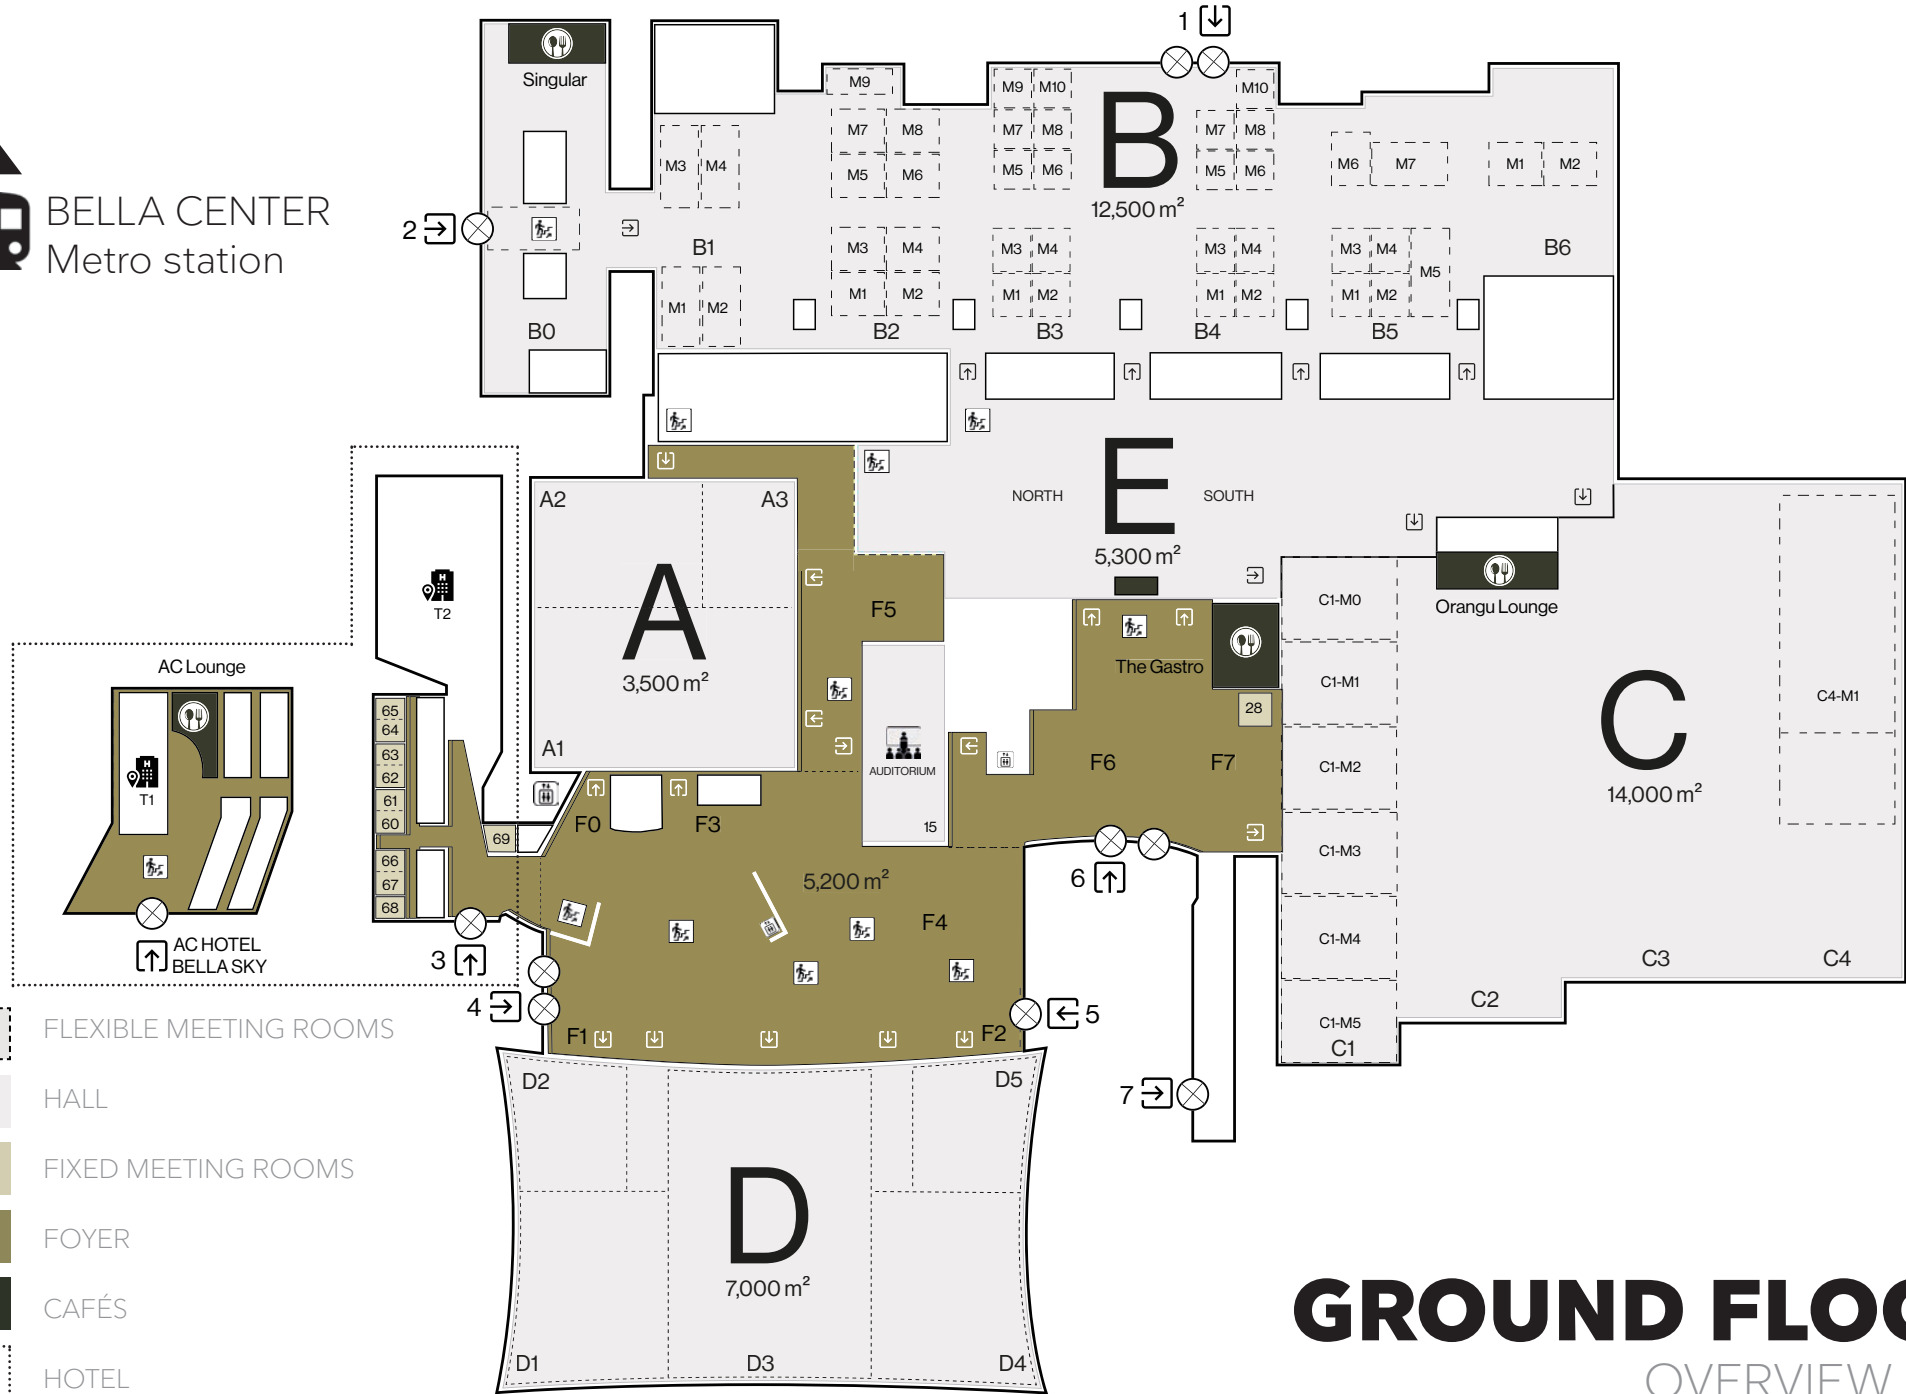 1
Singular
BELLA CENTER
Metro station
2
B0
M3 M4
B1
M1 M2
M9
M7 M8
M5 M6
M3 M4
M1 M2
B2
M9 M10
M7 M8
M5 M6
M3 M4
M1 M2
B3
B
12,500 m²
M10
M7 M8
M5 M6
M3 M4
M1 M2
B4
M6 M7
M3 M4
M5
M1 M2
B5
M1 M2
B6
NORTH
E
SOUTH
5,300 m²
A2
A3
A
3,500 m²
A1
H
T2
AC Lounge
H
T1
AC HOTEL
BELLA SKY
65
64
63
62
61
60
66
67
68
69
3
4
F0
F3
F5
AUDITORIUM
15
5,200 m²
F4
F1
F2
5
The Gastro
28
F6
F7
6
7
Orangu Lounge
C1-M0
C1-M1
C1-M2
C1-M3
C1-M4
C1-M5
C1
C
14,000 m²
C4-M1
C2
C3
C4
D2
D5
D
7,000 m²
D1
D3
D4
FLEXIBLE MEETING ROOMS
HALL
FIXED MEETING ROOMS
FOYER
CAFÉS
HOTEL
GROUND FLOO
OVERVIEW